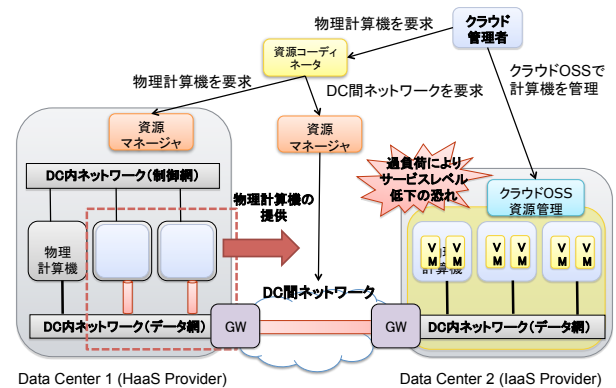 物理計算機を要求
クラウド
管理者
資源コーディ
ネータ
物理計算機を要求
DC間ネットワークを要求
クラウドOSSで
計算機を管理
資源
マネージャ
資源
マネージャ
過負荷により
サービスレベル
低下の恐れ
DC内ネットワーク(制御網)
クラウドOSS
資源管理
物理計算機の
提供
物理
計算機
V
M
V
M
V
M
V
M
V
M
V
M
計算機
DC間ネットワーク
DC内ネットワーク(データ網)
GW
GW
DC内ネットワーク(データ網)
Data Center 1 (HaaS Provider)
Data Center 2 (IaaS Provider)